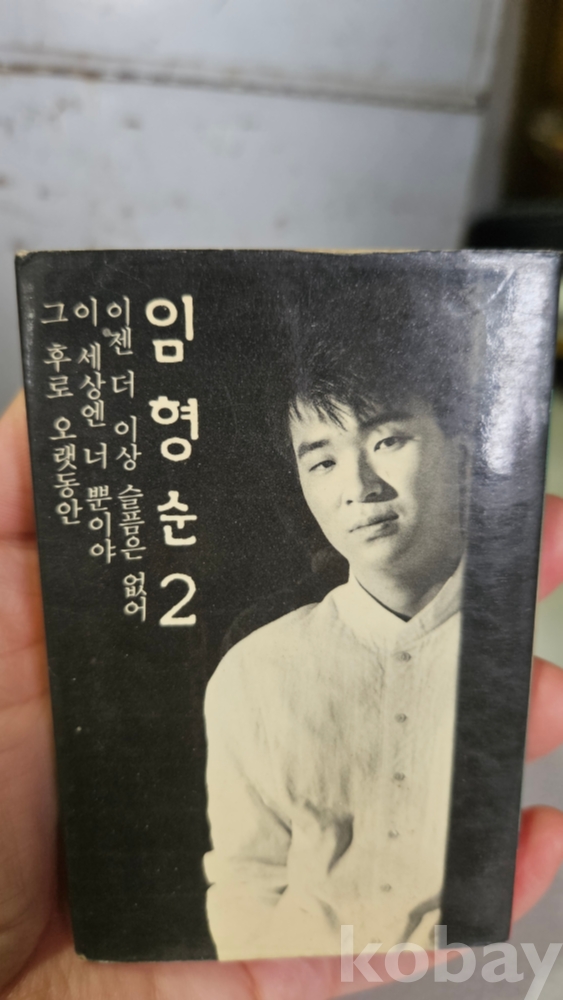 임형순 2
이젠 더 이상 슬픔은 없어
이 세상엔 너 뿐이야
그 후로 오랫동안
kobay